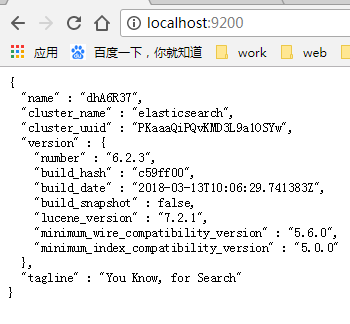 localhost:9200
应用 百度一下，你就知道 work web
{
"name" : "dhA6R37",
"cluster_name" : "elasticsearch",
"cluster_uuid" : "PKaaaQiPQvKMD3L9a1OSYw",
"version" : {
"number" : "6.2.3",
"build_hash" : "c59ff00",
"build_date" : "2018-03-13T10:06:29.741383Z",
"build_snapshot" : false,
"lucene_version" : "7.2.1",
"minimum_wire_compatibility_version" : "5.6.0",
"minimum_index_compatibility_version" : "5.0.0"
},
"tagline" : "You Know, for Search"
}